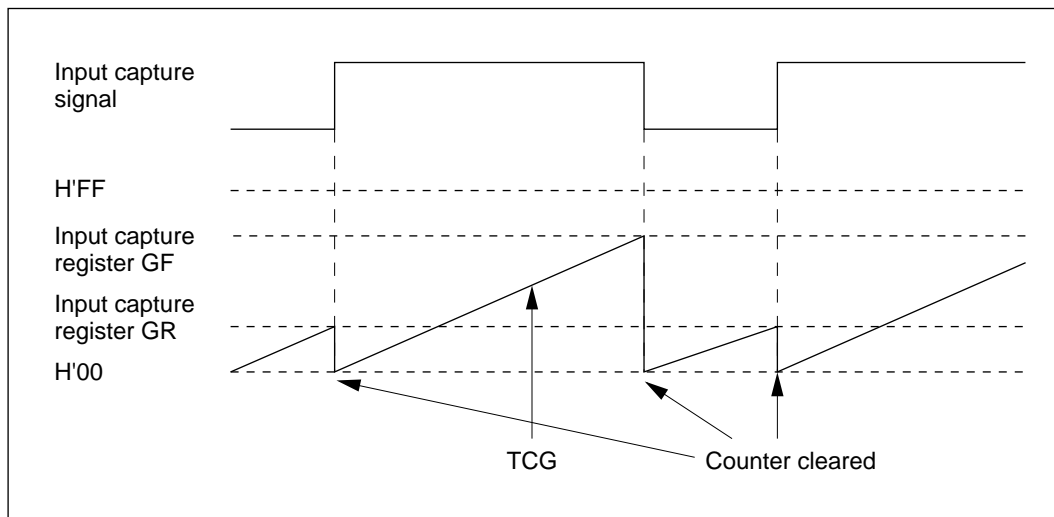 Input capture
signal
H'FF
Input capture
register GF
Input capture
register GR
H'00
TCG
Counter cleared